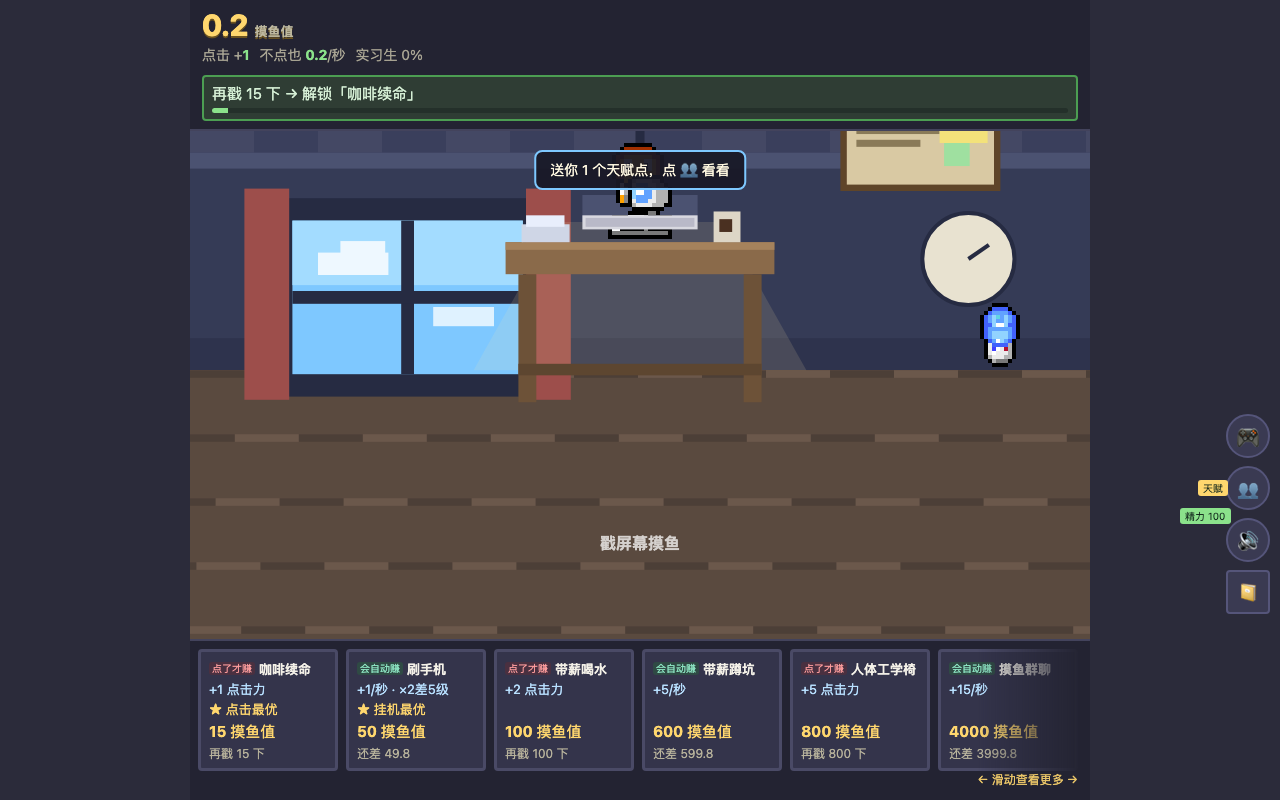 0.2 摸鱼值
点击 +1 不点也 0.2/秒 实习生 0%
再戳 15 下 → 解锁「咖啡续命」
送你 1 个天赋点，点 👥 看看
天赋
精力 100
戳屏幕摸鱼
点了才赚 咖啡续命
+1 点击力
★ 点击最优
15 摸鱼值
再戳 15 下
会自动赚 刷手机
+1/秒 · ×2差5级
★ 挂机最优
50 摸鱼值
还差 49.8
点了才赚 带薪喝水
+2 点击力
100 摸鱼值
再戳 100 下
会自动赚 带薪蹲坑
+5/秒
600 摸鱼值
还差 599.8
点了才赚 人体工学椅
+5 点击力
800 摸鱼值
再戳 800 下
会自动赚 摸鱼群聊
+15/秒
4000 摸鱼值
还差 3999.8
← 滑动查看更多 →